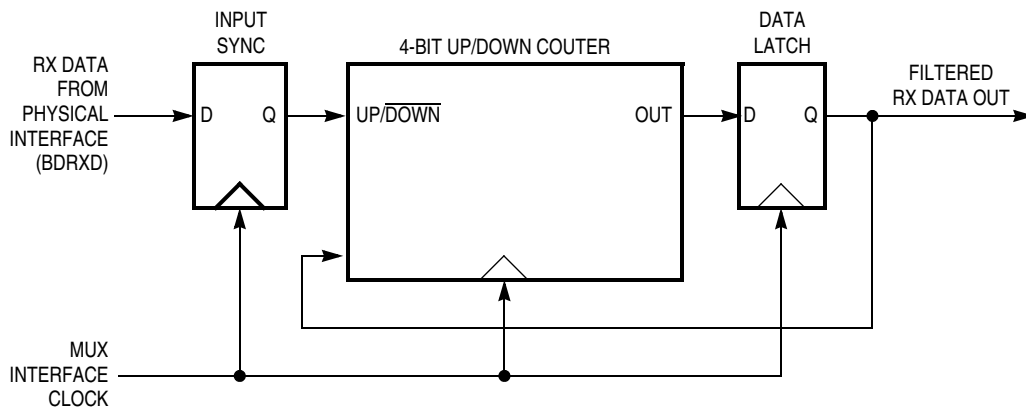 INPUT
SYNC
4-BIT UP/DOWN COUTER
DATA
LATCH
RX DATA
FROM
PHYSICAL
INTERFACE
(BDRXD)
D Q
UP/DOWN
OUT
D Q
FILTERED
RX DATA OUT
MUX
INTERFACE
CLOCK